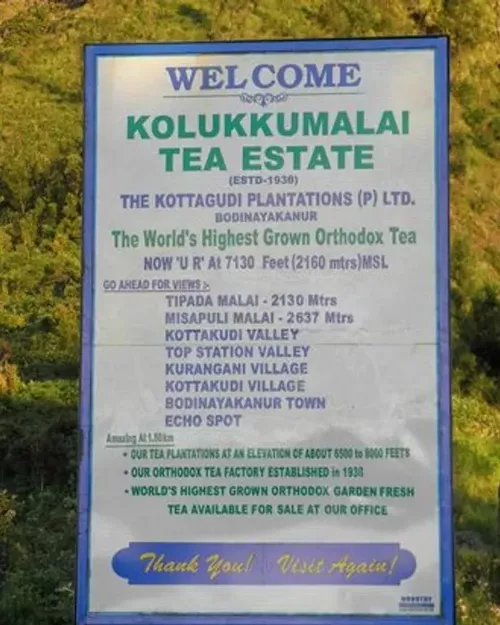 WELCOME
KOLUKKUMALAI
TEA ESTATE
(ESTD-1930)
THE KOTTAGUDI PLANTATIONS (P) LTD.
BODINAYAKANUR
The World's Highest Grown Orthodox Tea
NOW 'U R' At 7130 Feet (2160 mtrs)MSL
GO AHEAD FOR VIEWS :-
TIPADA MALAI - 2130 Mtrs
MISAPULI MALAI - 2637 Mtrs
KOTTAKUDI VALLEY
TOP STATION VALLEY
KURANGANI VILLAGE
KOTTAKUDI VILLAGE
BODINAYAKANUR TOWN
ECHO SPOT
Amazing At 1.50km
• OUR TEA PLANTATIONS AT AN ELEVATION OF ABOUT 6500 to 8000 FEETS
• OUR ORTHODOX TEA FACTORY ESTABLISHED in 1930
• WORLD'S HIGHEST GROWN ORTHODOX GARDEN FRESH
TEA AVAILABLE FOR SALE AT OUR OFFICE
Thank You! Visit Again!